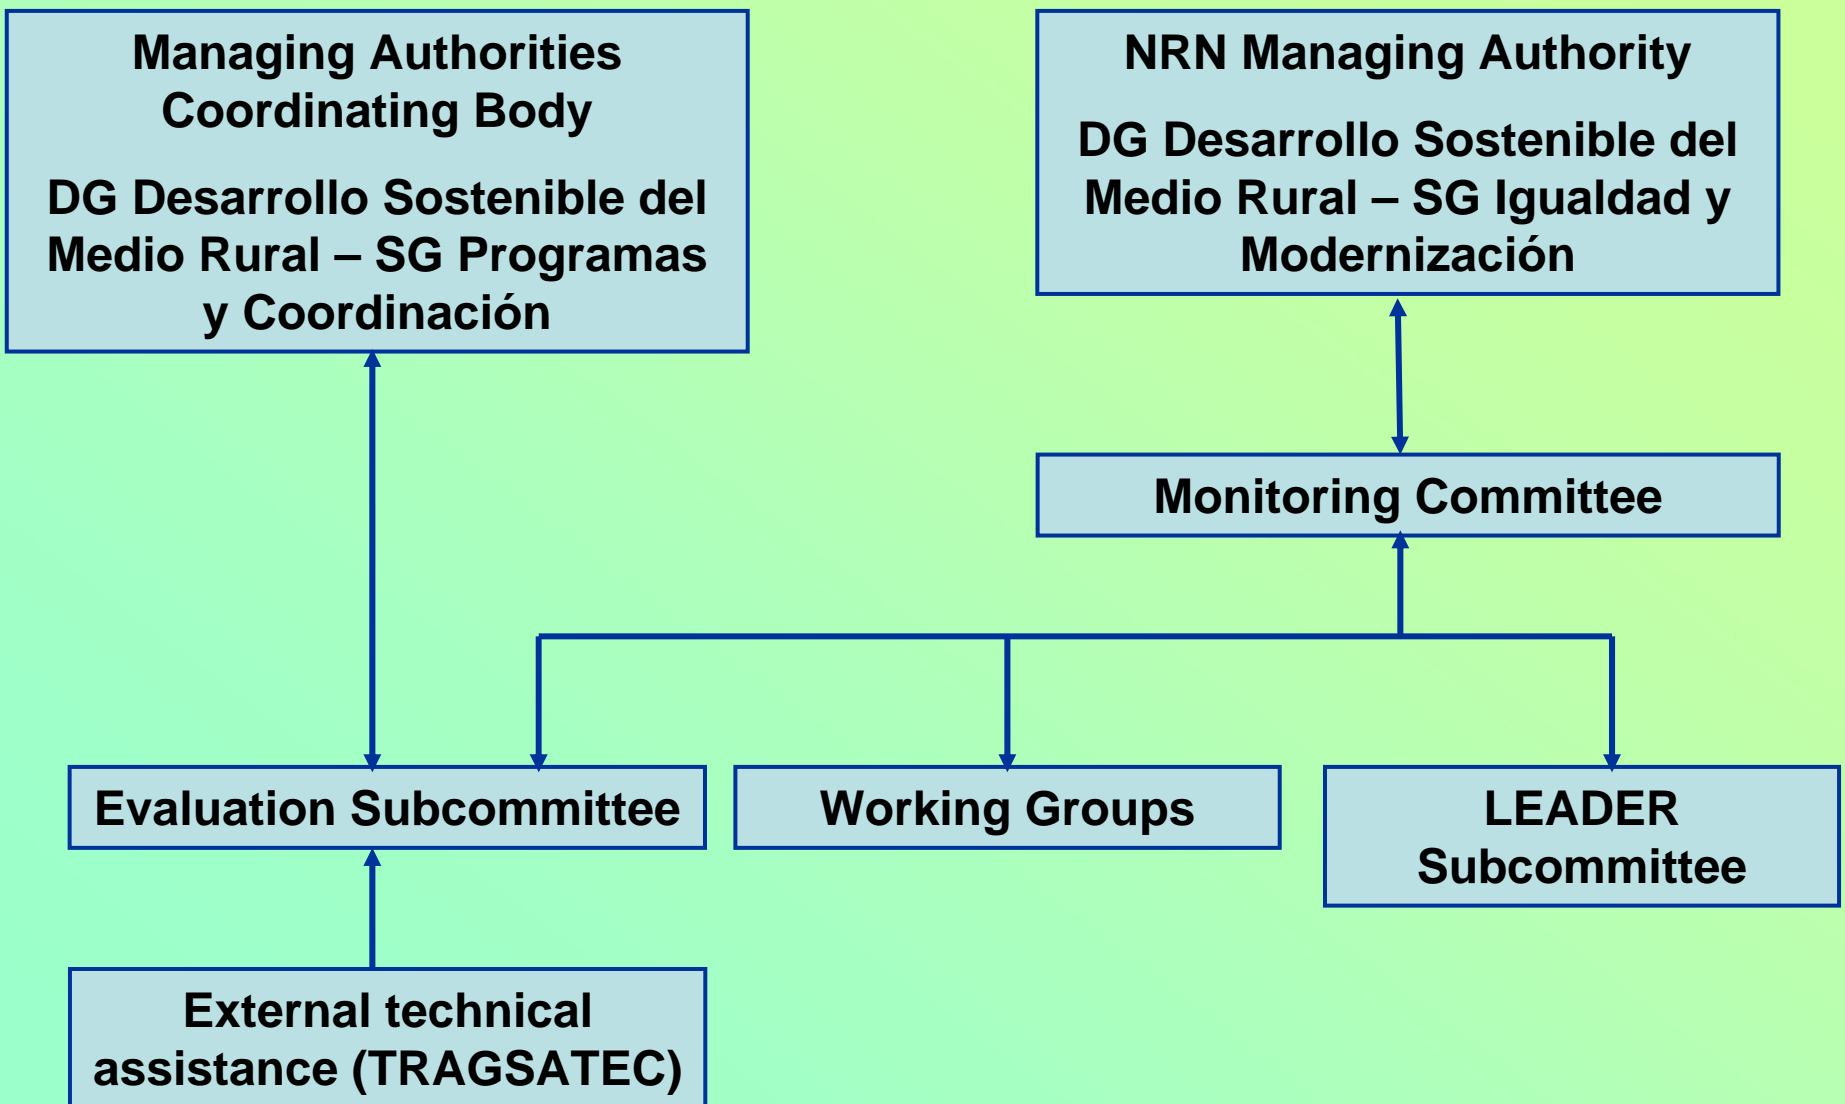 Managing Authorities
Coordinating Body
DG Desarrollo Sostenible del
Medio Rural – SG Programas
y Coordinación
NRN Managing Authority
DG Desarrollo Sostenible del
Medio Rural – SG Igualdad y
Modernización
Monitoring Committee
Evaluation Subcommittee
Working Groups
LEADER
Subcommittee
External technical
assistance (TRAGSATEC)